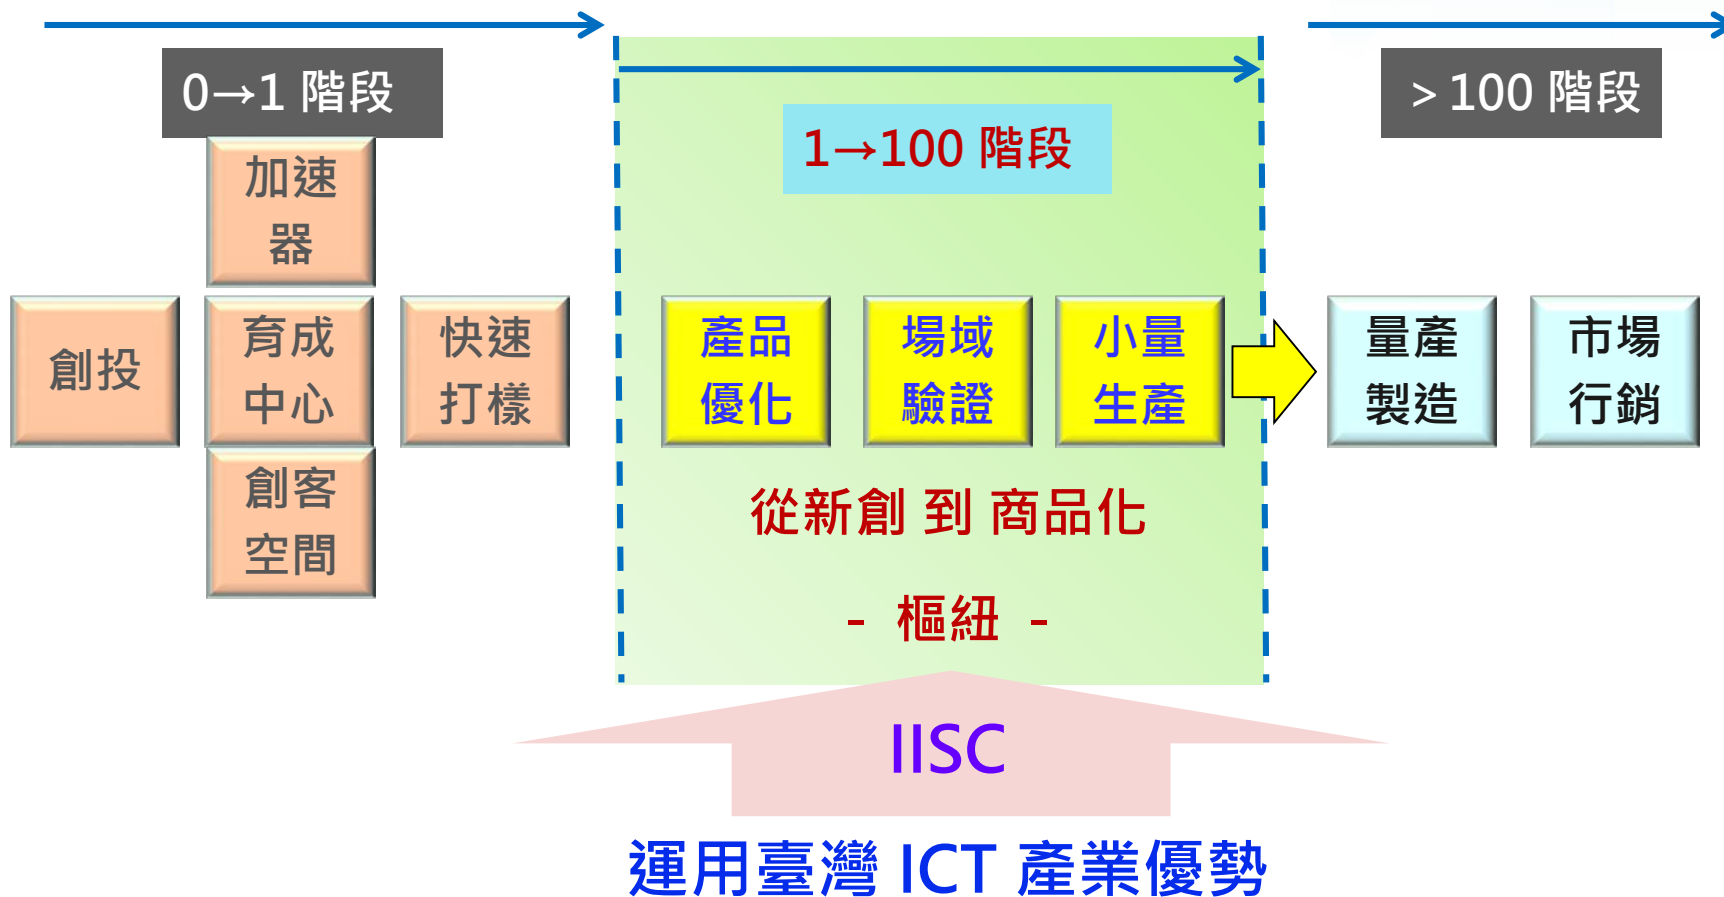 0→1 階段
加速
器
創投
育成
中心
快速
打樣
創客
空間
1→100 階段
產品
優化
場域
驗證
小量
生產
從新創 到 商品化
- 樞紐 -
＞100 階段
量產
製造
市場
行銷
IISC
運用臺灣 ICT 產業優勢